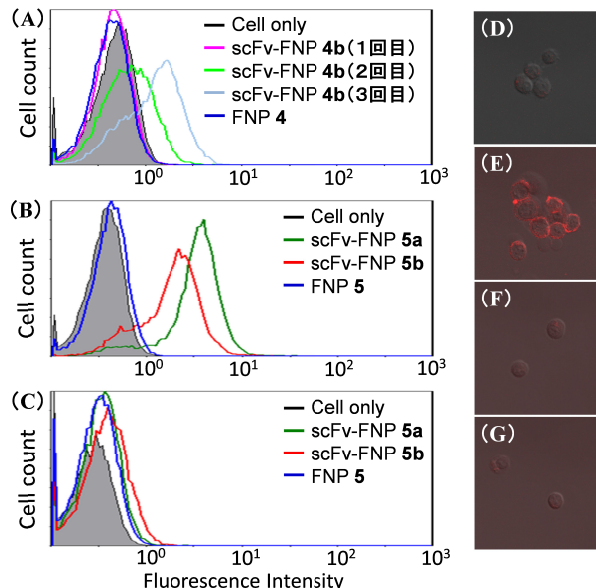 (A)
Cell count
Cell only
scFv-FNP 4b(1回目)
scFv-FNP 4b(2回目)
scFv-FNP 4b(3回目)
FNP 4
10⁰ 10¹ 10² 10³
(B)
Cell count
Cell only
scFv-FNP 5a
scFv-FNP 5b
FNP 5
10⁰ 10¹ 10² 10³
(C)
Cell count
Cell only
scFv-FNP 5a
scFv-FNP 5b
FNP 5
10⁰ 10¹ 10² 10³
Fluorescence Intensity
(D)
(E)
(F)
(G)